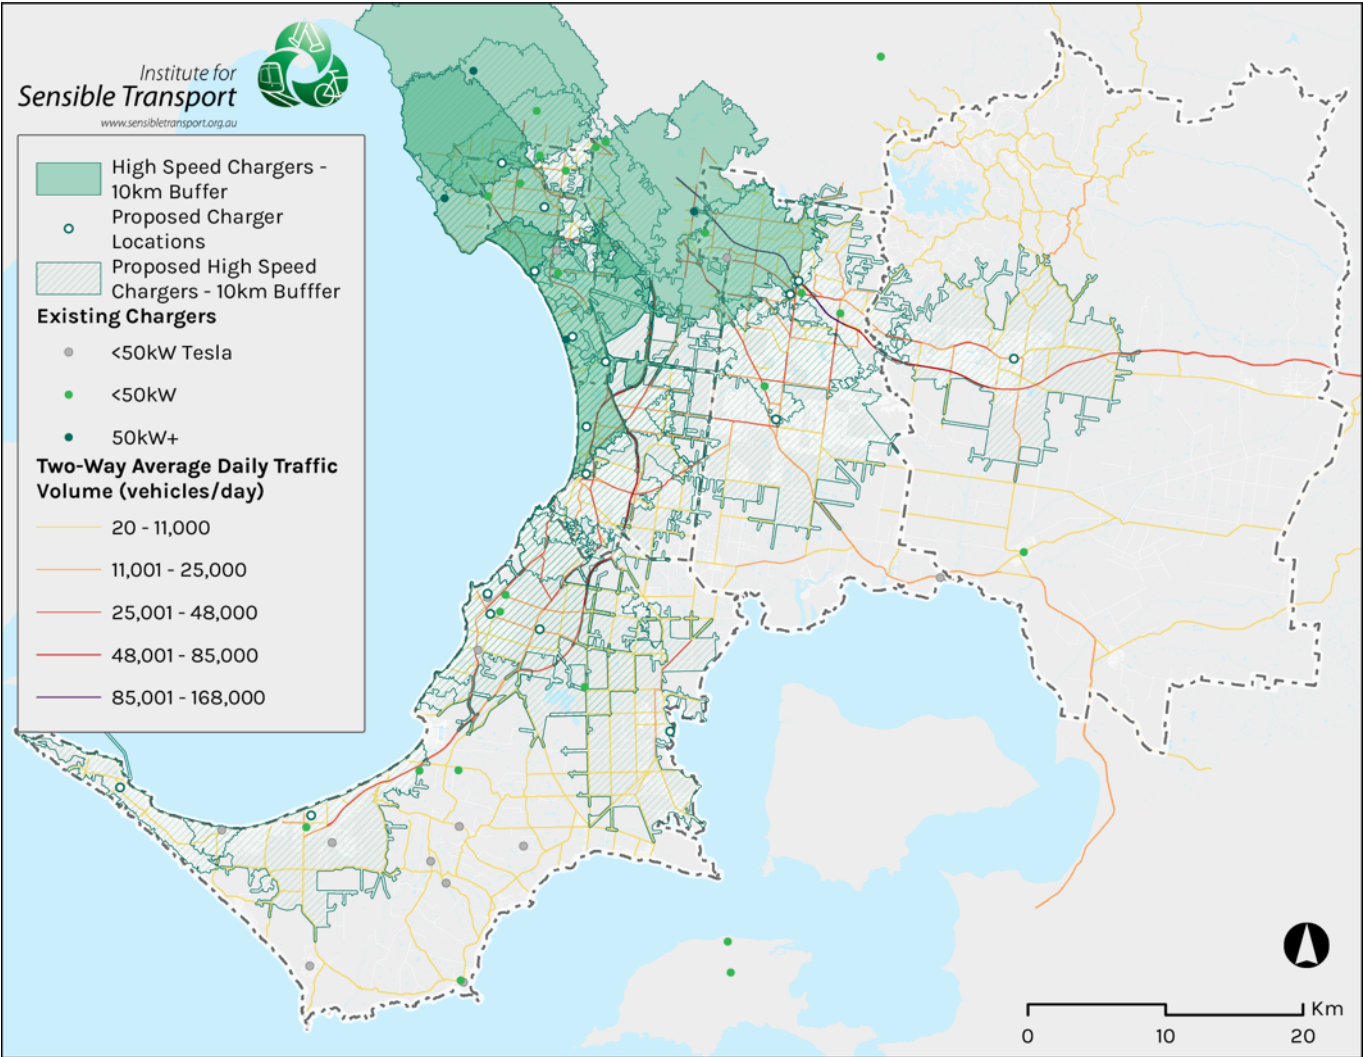 Institute for
Sensible Transport
www.sensibletransport.org.au
High Speed Chargers -
10km Buffer
Proposed Charger
Locations
Proposed High Speed
Chargers - 10km Bufffer
Existing Chargers
<50kW Tesla
<50kW
50kW+
Two-Way Average Daily Traffic
Volume (vehicles/day)
20 - 11,000
11,001 - 25,000
25,001 - 48,000
48,001 - 85,000
85,001 - 168,000
Km
0 10 20